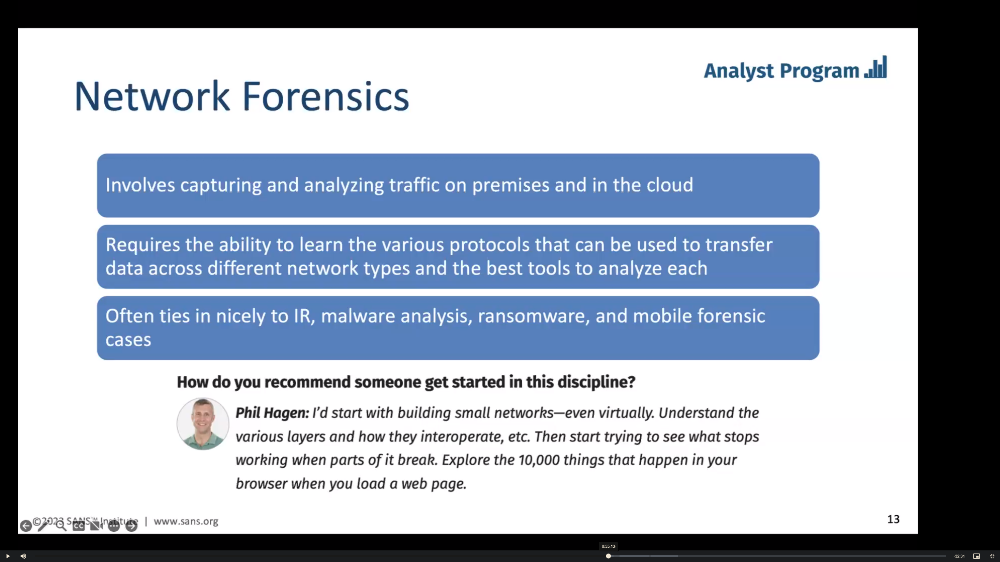 Analyst Program
Network Forensics
Involves capturing and analyzing traffic on premises and in the cloud
Requires the ability to learn the various protocols that can be used to transfer
data across different network types and the best tools to analyze each
Often ties in nicely to IR, malware analysis, ransomware, and mobile forensic
cases
How do you recommend someone get started in this discipline?
Phil Hagen: I’d start with building small networks—even virtually. Understand the
various layers and how they interoperate, etc. Then start trying to see what stops
working when parts of it break. Explore the 10,000 things that happen in your
browser when you load a web page.
©2023 SANS™ Institute | www.sans.org
CC
13
0:55:13
-32:31